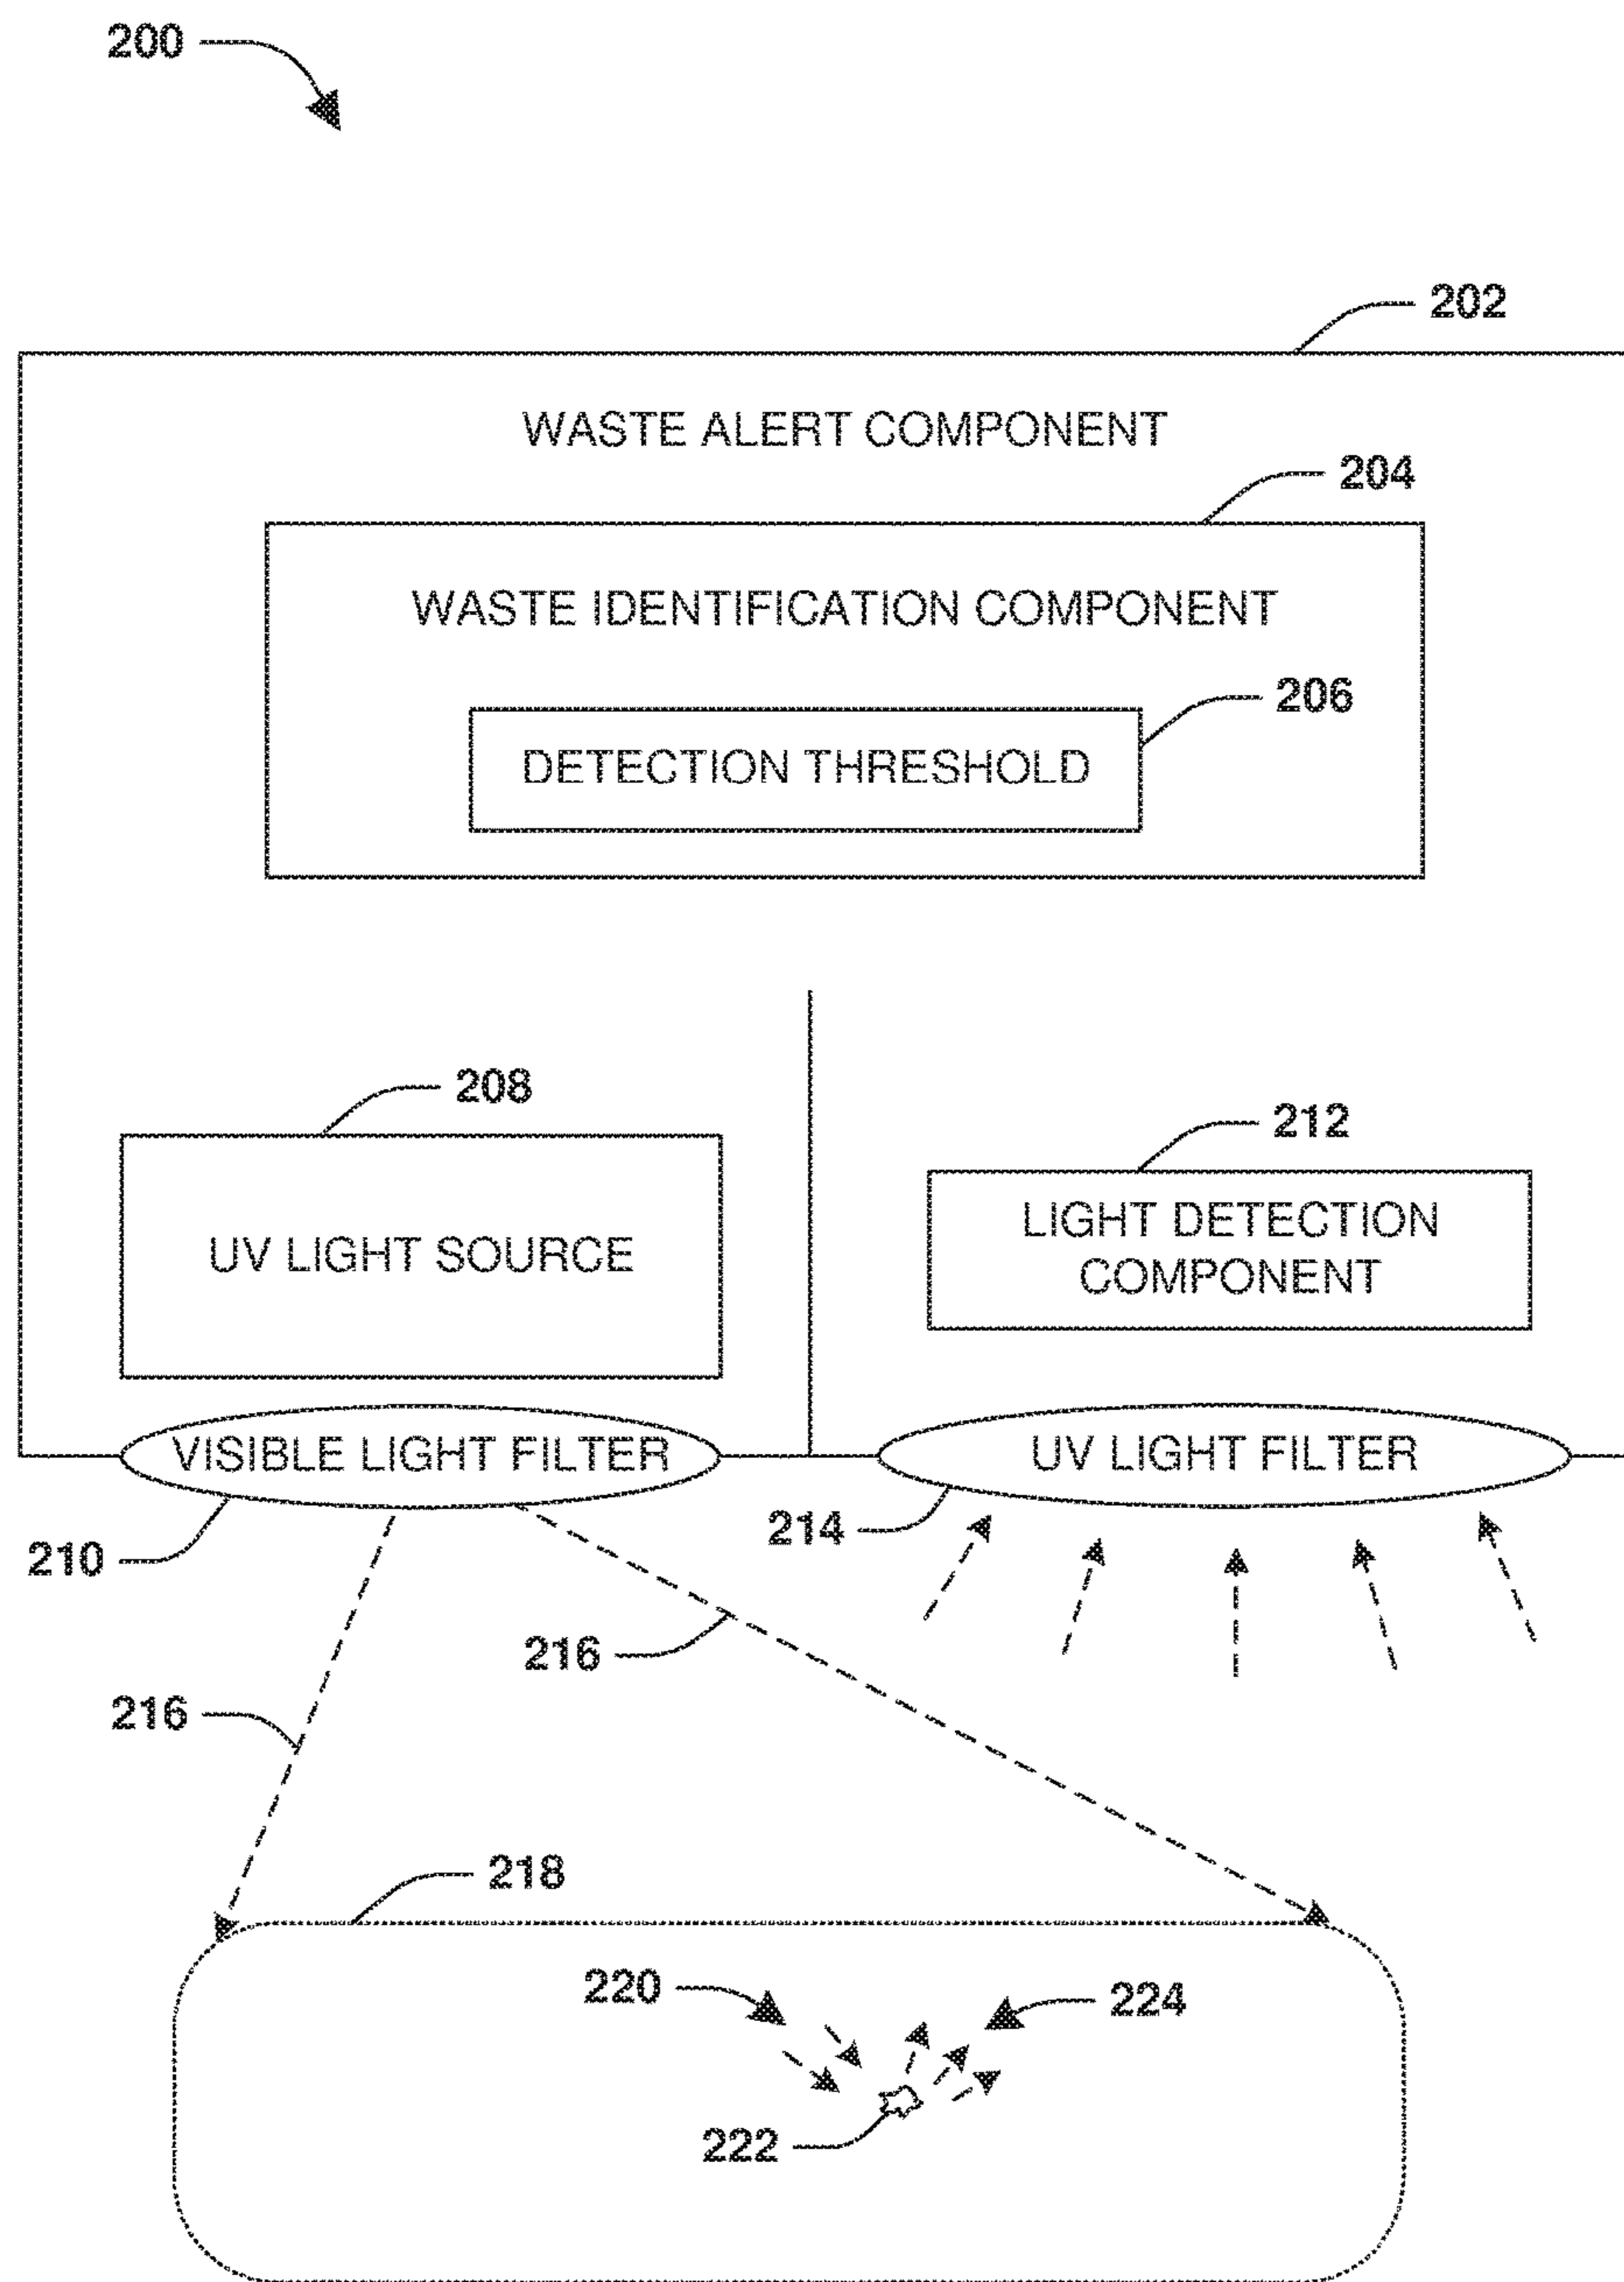 200
202
WASTE ALERT COMPONENT
204
WASTE IDENTIFICATION COMPONENT
206
DETECTION THRESHOLD
208
212
UV LIGHT SOURCE
LIGHT DETECTION
COMPONENT
VISIBLE LIGHT FILTER
UV LIGHT FILTER
210
214
216
216
218
220
224
222